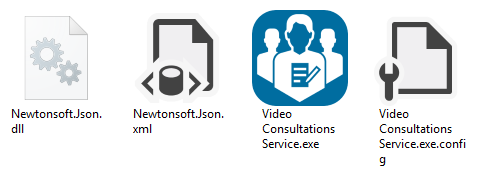 Newtonsoft.Json.
dll
Newtonsoft.Json.
xml
Video
Consultations
Service.exe
Video
Consultations
Service.exe.confi
g